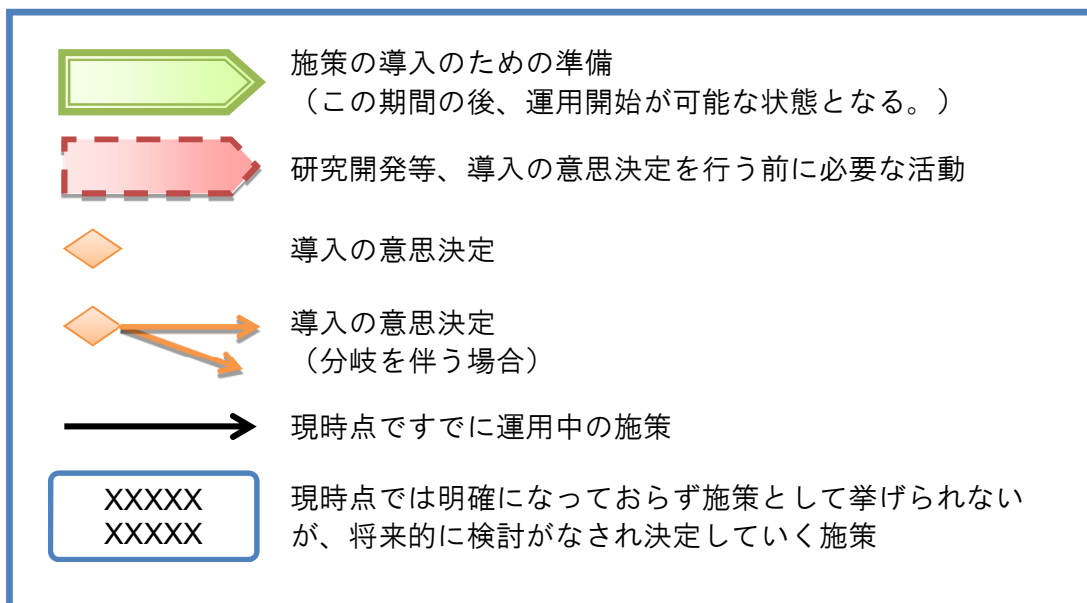 施策の導入のための準備
（この期間の後、運用開始が可能な状態となる。）
研究開発等、導入の意思決定を行う前に必要な活動
導入の意思決定
導入の意思決定
（分岐を伴う場合）
現時点ですでに運用中の施策
XXXXX
XXXXX
現時点では明確になっておらず施策として挙げられない
が、将来的に検討がなされ決定していく施策